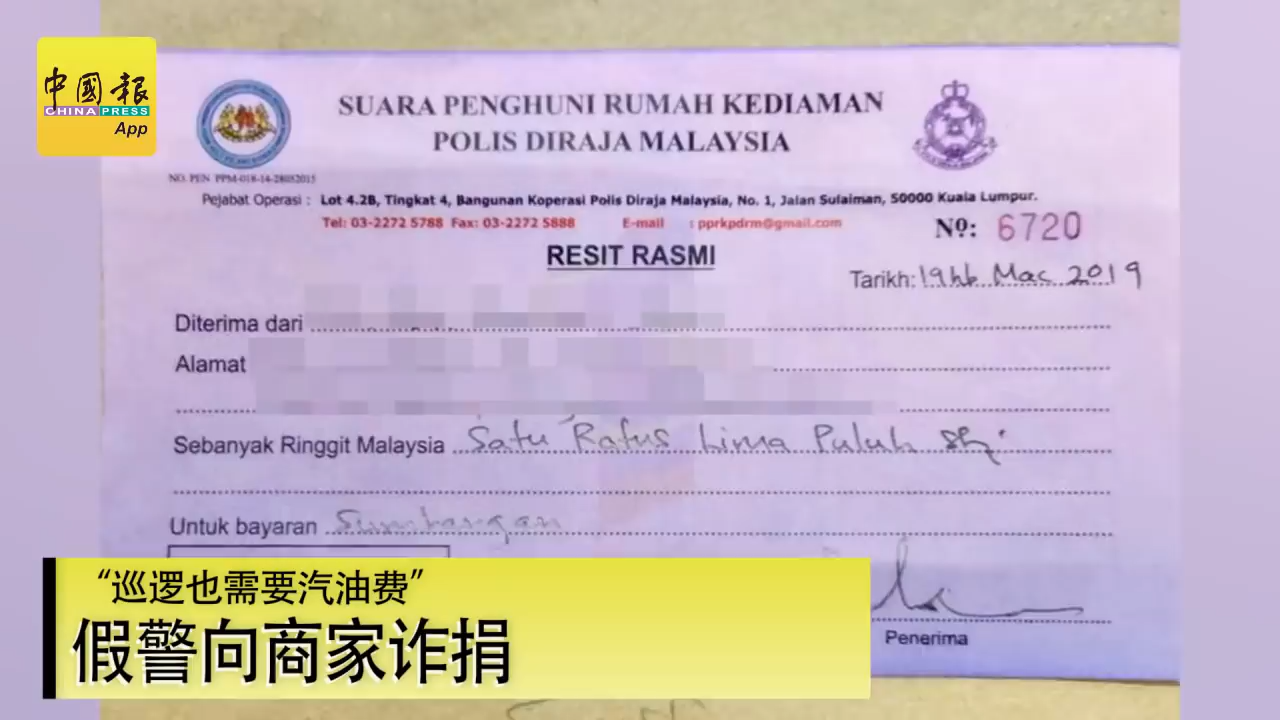 中國報
CHINA PRESS
App
SUARA PENGHUNI RUMAH KEDIAMAN
POLIS DIRAJA MALAYSIA
NO. PEN PPM-018-14-28052015
Pejabat Operasi : Lot 4.2B, Tingkat 4, Bangunan Koperasi Polis Diraja Malaysia, No. 1, Jalan Sulaiman, 50000 Kuala Lumpur.
Tel: 03-2272 5788 Fax: 03-2272 5888 E-mail : pprkpdrm@gmail.com
No: 6720
RESIT RASMI
Tarikh: 19hb Mac 2019
Diterima dari
Alamat
Sebanyak Ringgit Malaysia Satu Ratus Lima Puluh shj.
Untuk bayaran Sumbangan
Penerima
“巡逻也需要汽油费”
假警向商家诈捐